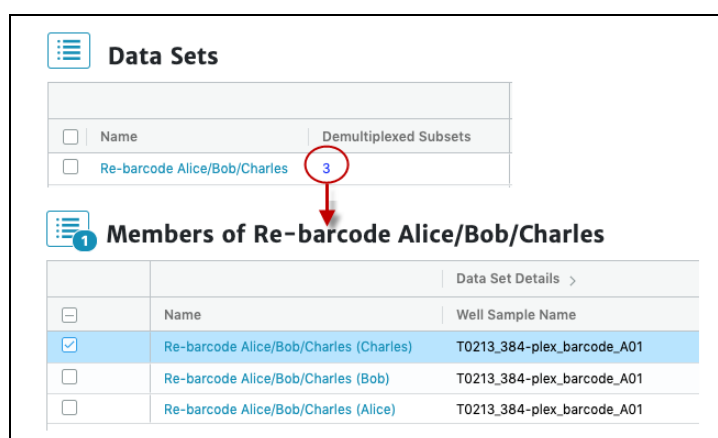 Data Sets
Name Demultiplexed Subsets
Re-barcode Alice/Bob/Charles 3
1 Members of Re-barcode Alice/Bob/Charles
Data Set Details >
Name Well Sample Name
Re-barcode Alice/Bob/Charles (Charles) T0213_384-plex_barcode_A01
Re-barcode Alice/Bob/Charles (Bob) T0213_384-plex_barcode_A01
Re-barcode Alice/Bob/Charles (Alice) T0213_384-plex_barcode_A01